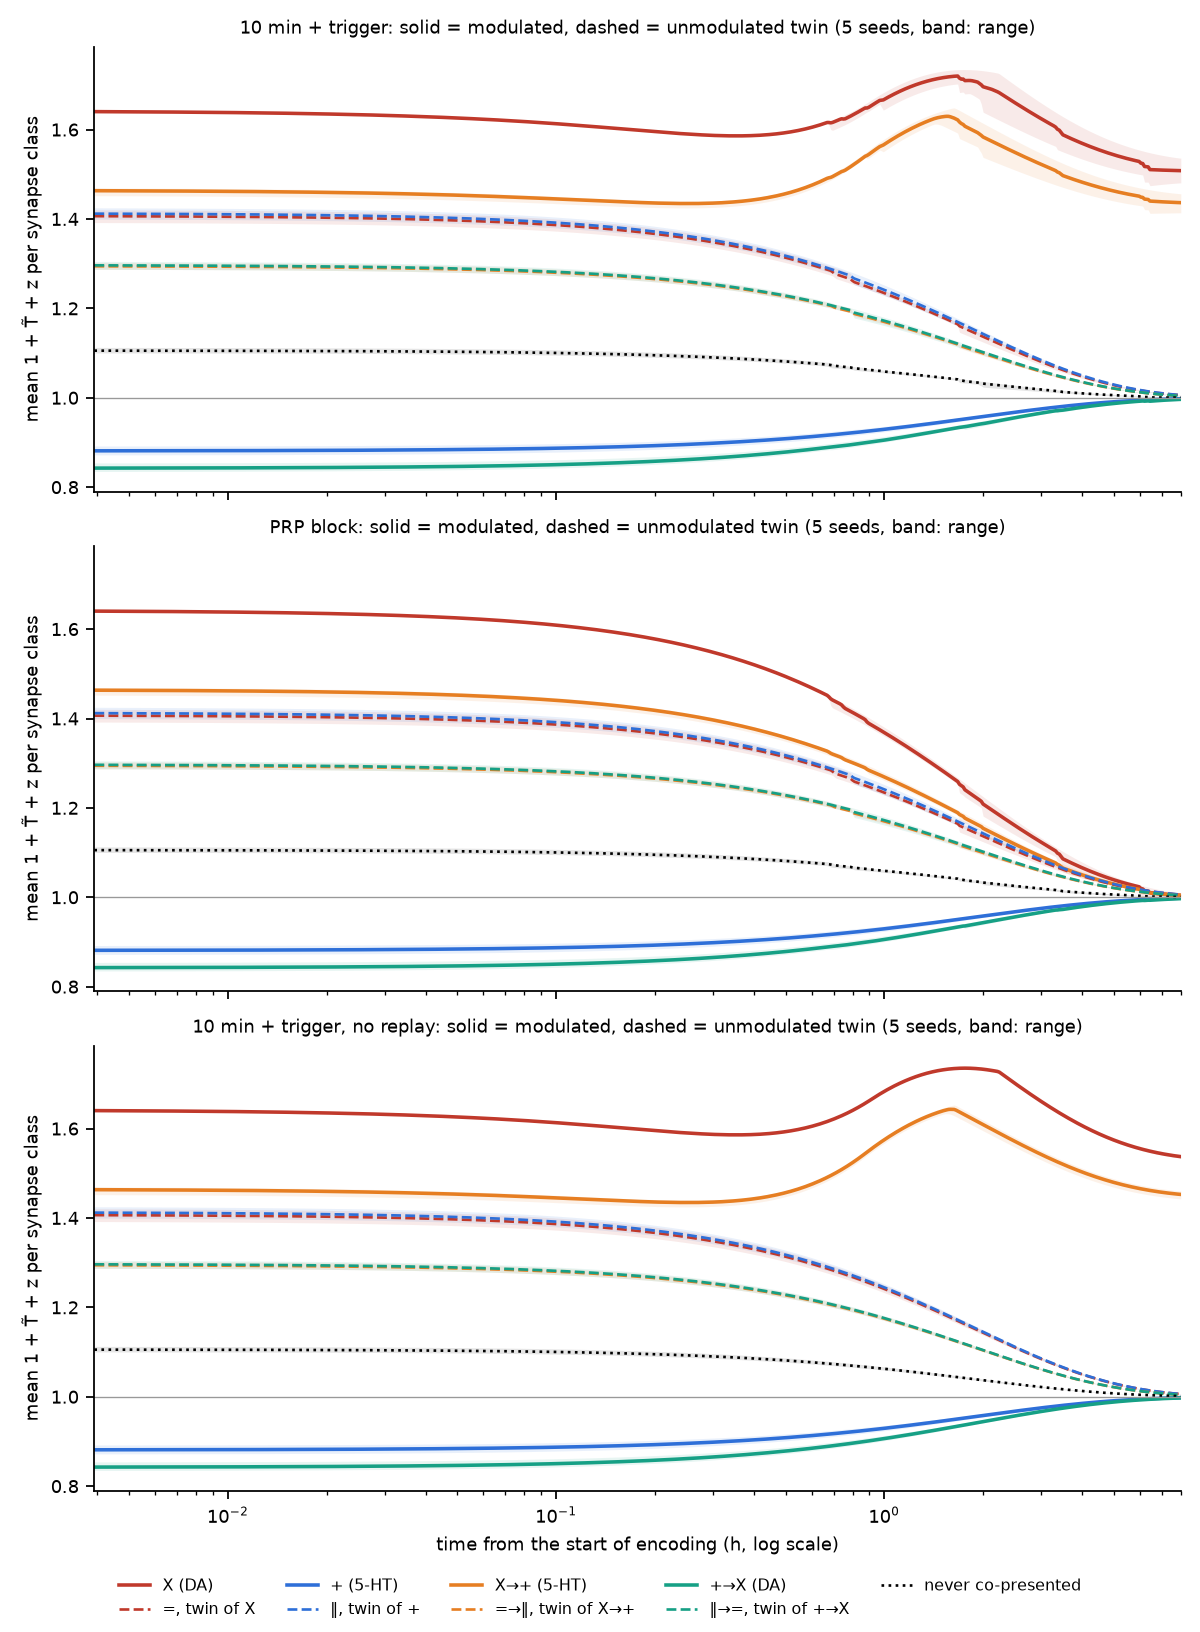 10 min + trigger: solid = modulated, dashed = unmodulated twin (5 seeds, band: range)
mean 1 + T̃ + z per synapse class
1.6
1.4
1.2
1.0
0.8
PRP block: solid = modulated, dashed = unmodulated twin (5 seeds, band: range)
mean 1 + T̃ + z per synapse class
1.6
1.4
1.2
1.0
0.8
10 min + trigger, no replay: solid = modulated, dashed = unmodulated twin (5 seeds, band: range)
mean 1 + T̃ + z per synapse class
1.6
1.4
1.2
1.0
0.8
10⁻² 10⁻¹ 10⁰
time from the start of encoding (h, log scale)
X (DA) + (5-HT) X→+ (5-HT) +→X (DA) never co-presented
=, twin of X ∥, twin of + =→∥, twin of X→+ ∥→=, twin of +→X